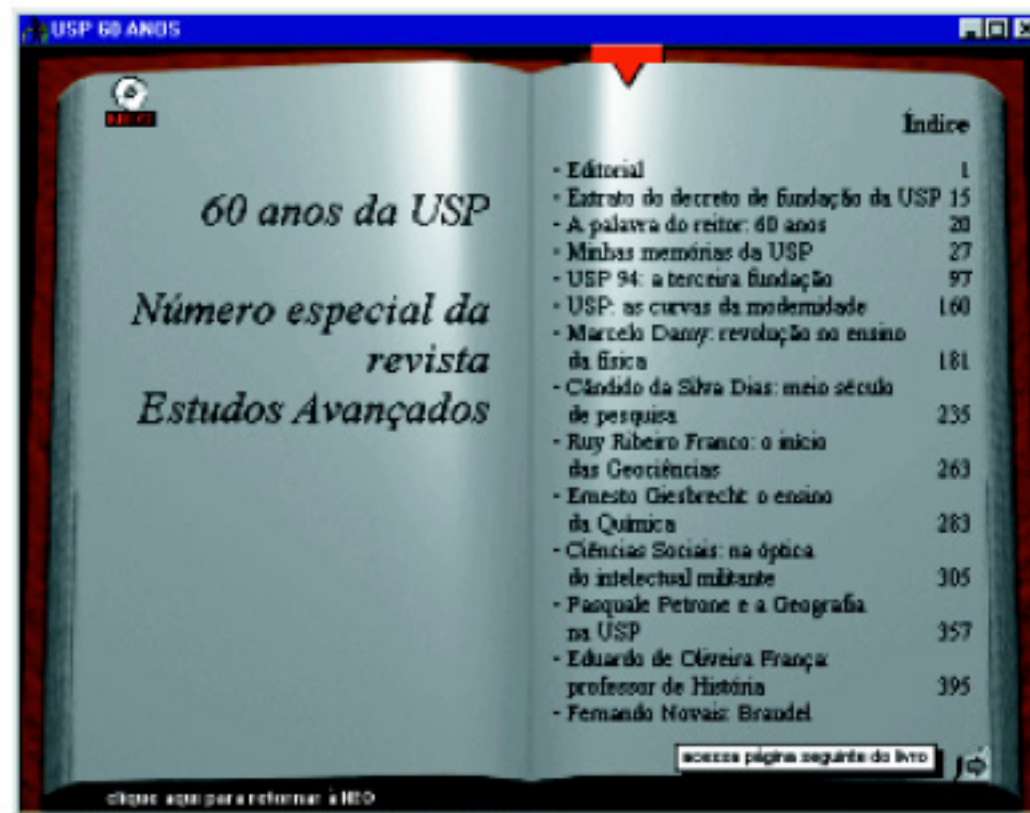 USP 60 ANOS
60 anos da USP
Número especial da
revista
Estudos Avançados
Índice
- Editorial 1
- Extrato do decreto de fundação da USP 15
- A palavra do reitor: 60 anos 20
- Minhas memórias da USP 27
- USP 94: a terceira fundação 97
- USP: as curvas da modernidade 160
- Marcelo Damy: revolução no ensino
da física 181
- Cândido da Silva Dias: meio século
de pesquisa 235
- Ruy Ribeiro Franco: o início
das Geociências 263
- Ernesto Giesbrecht: o ensino
da Química 283
- Ciências Sociais: na óptica
do intelectual militante 305
- Pasquale Petrone e a Geografia
na USP 357
- Eduardo de Oliveira França:
professor de História 395
- Fernando Novais: Braudel
acessa página seguinte do livro
clique aqui para retornar à